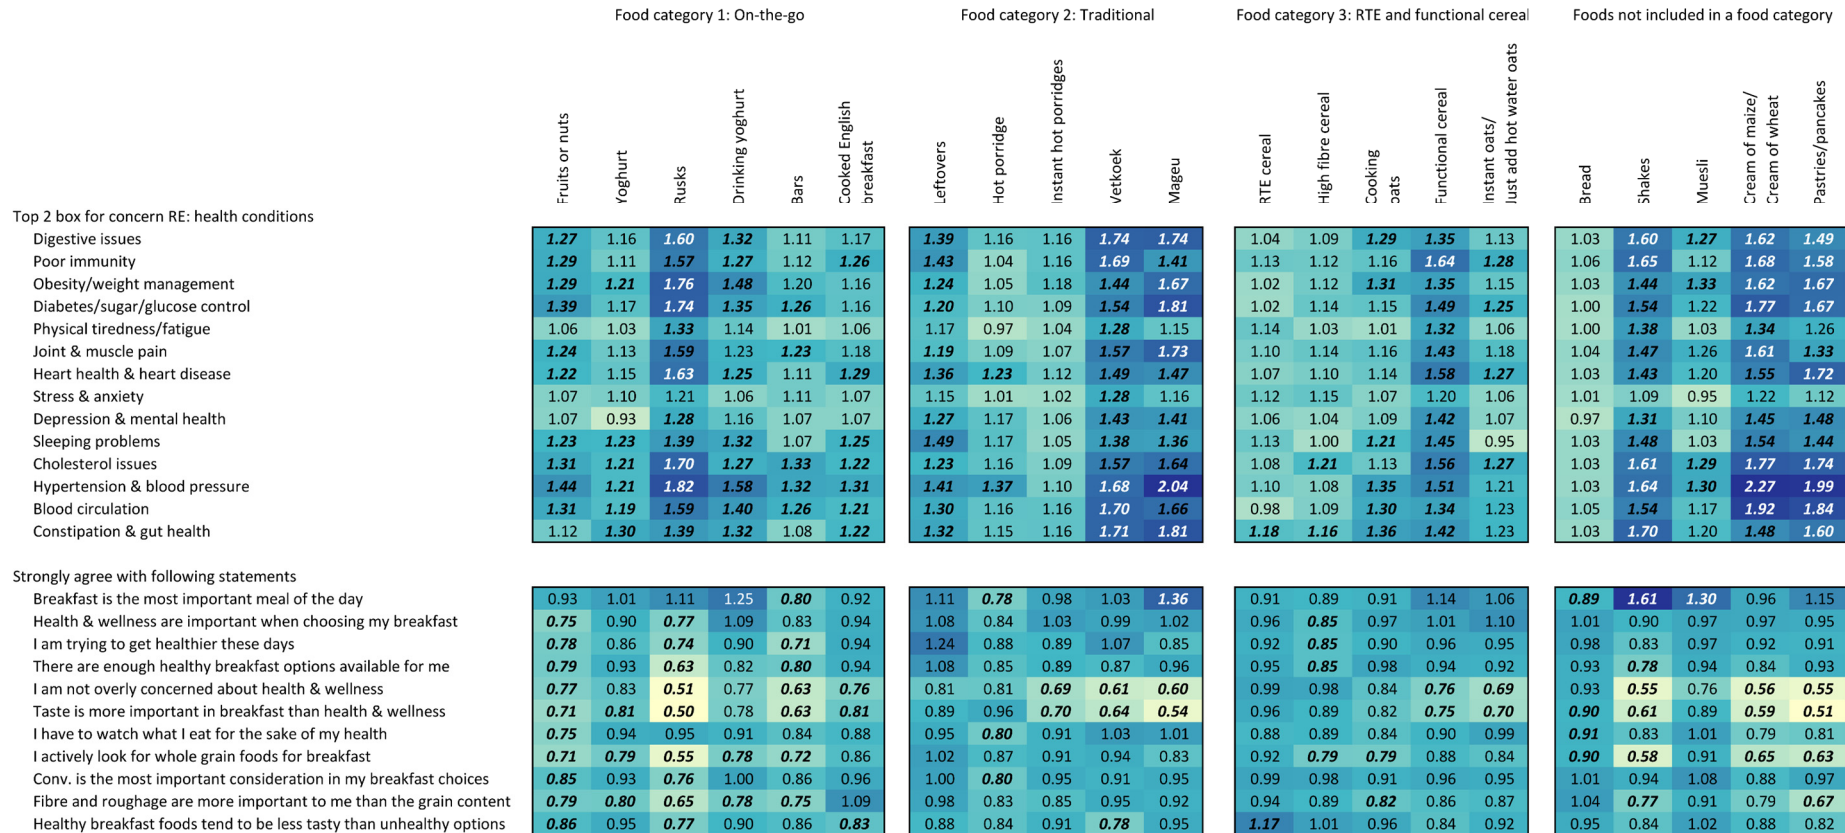 Food category 1: On-the-go Food category 2: Traditional Food category 3: RTE and functional cereal Foods not included in a food category
Fruits or nuts Yoghurt Rusks Drinking yoghurt Bars Cooked English breakfast Leftovers Hot porridge Instant hot porridges Vetkoek Mageu RTE cereal High fibre cereal Cooking oats Functional cereal Instant oats/ Just add hot water oats Bread Shakes Muesli Cream of maize/ Cream of wheat Pastries/pancakes
Top 2 box for concern RE: health conditions
Digestive issues 1.27 1.16 1.60 1.32 1.11 1.17 1.39 1.16 1.16 1.74 1.74 1.04 1.09 1.29 1.35 1.13 1.03 1.60 1.27 1.62 1.49
Poor immunity 1.29 1.11 1.57 1.27 1.12 1.26 1.43 1.04 1.16 1.69 1.41 1.13 1.12 1.16 1.64 1.28 1.06 1.65 1.12 1.68 1.58
Obesity/weight management 1.29 1.21 1.76 1.48 1.20 1.16 1.24 1.05 1.18 1.44 1.67 1.02 1.12 1.31 1.35 1.15 1.03 1.44 1.33 1.62 1.67
Diabetes/sugar/glucose control 1.39 1.17 1.74 1.35 1.26 1.16 1.20 1.10 1.09 1.54 1.81 1.02 1.14 1.15 1.49 1.25 1.00 1.54 1.22 1.77 1.67
Physical tiredness/fatigue 1.06 1.03 1.33 1.14 1.01 1.06 1.17 0.97 1.04 1.28 1.15 1.14 1.03 1.01 1.32 1.06 1.00 1.38 1.03 1.34 1.26
Joint & muscle pain 1.24 1.13 1.59 1.23 1.23 1.18 1.19 1.09 1.07 1.57 1.73 1.10 1.14 1.16 1.43 1.18 1.04 1.47 1.26 1.61 1.33
Heart health & heart disease 1.22 1.15 1.63 1.25 1.11 1.29 1.36 1.23 1.12 1.49 1.47 1.07 1.10 1.14 1.58 1.27 1.03 1.43 1.20 1.55 1.72
Stress & anxiety 1.07 1.10 1.21 1.06 1.11 1.07 1.15 1.01 1.02 1.28 1.16 1.12 1.15 1.07 1.20 1.06 1.01 1.09 0.95 1.22 1.12
Depression & mental health 1.07 0.93 1.28 1.16 1.07 1.07 1.27 1.17 1.06 1.43 1.41 1.06 1.04 1.09 1.42 1.07 0.97 1.31 1.10 1.45 1.48
Sleeping problems 1.23 1.23 1.39 1.32 1.07 1.25 1.49 1.17 1.05 1.38 1.36 1.13 1.00 1.21 1.45 0.95 1.03 1.48 1.03 1.54 1.44
Cholesterol issues 1.31 1.21 1.70 1.27 1.33 1.22 1.23 1.16 1.09 1.57 1.64 1.08 1.21 1.13 1.56 1.27 1.03 1.61 1.29 1.77 1.74
Hypertension & blood pressure 1.44 1.21 1.82 1.58 1.32 1.31 1.41 1.37 1.10 1.68 2.04 1.10 1.08 1.35 1.51 1.21 1.03 1.64 1.30 2.27 1.99
Blood circulation 1.31 1.19 1.59 1.40 1.26 1.21 1.30 1.16 1.16 1.70 1.66 0.98 1.09 1.30 1.34 1.23 1.05 1.54 1.17 1.92 1.84
Constipation & gut health 1.12 1.30 1.39 1.32 1.08 1.22 1.32 1.15 1.16 1.71 1.81 1.18 1.16 1.36 1.42 1.23 1.03 1.70 1.20 1.48 1.60
Strongly agree with following statements
Breakfast is the most important meal of the day 0.93 1.01 1.11 1.25 0.80 0.92 1.11 0.78 0.98 1.03 1.36 0.91 0.89 0.91 1.14 1.06 0.89 1.61 1.30 0.96 1.15
Health & wellness are important when choosing my breakfast 0.75 0.90 0.77 1.09 0.83 0.94 1.08 0.84 1.03 0.99 1.02 0.96 0.85 0.97 1.01 1.10 1.01 0.90 0.97 0.97 0.95
I am trying to get healthier these days 0.78 0.86 0.74 0.90 0.71 0.94 1.24 0.88 0.89 1.07 0.85 0.92 0.85 0.92 0.96 0.95 0.98 0.83 0.97 0.92 0.91
There are enough healthy breakfast options available for me 0.79 0.93 0.63 0.82 0.80 0.94 1.08 0.85 0.89 0.87 0.96 0.95 0.85 0.98 0.94 0.92 0.93 0.78 0.94 0.84 0.93
I am not overly concerned about health & wellness 0.77 0.83 0.51 0.77 0.63 0.76 0.81 0.81 0.69 0.61 0.60 0.99 0.98 0.84 0.76 0.69 0.93 0.55 0.76 0.56 0.55
Taste is more important in breakfast than health & wellness 0.71 0.81 0.50 0.78 0.63 0.81 0.89 0.96 0.70 0.64 0.54 0.96 0.89 0.82 0.75 0.70 0.90 0.61 0.89 0.59 0.51
I have to watch what I eat for the sake of my health 0.75 0.94 0.95 0.91 0.84 0.88 0.95 0.80 0.91 1.03 1.01 0.88 0.89 0.84 0.90 0.99 0.91 0.83 1.01 0.79 0.81
I actively look for whole grain foods for breakfast 0.71 0.79 0.55 0.78 0.72 0.86 1.02 0.87 0.91 0.94 0.83 0.92 0.79 0.79 0.88 0.84 0.90 0.58 0.91 0.65 0.63
Conv. is the most important consideration in my breakfast choices 0.85 0.93 0.76 1.00 0.86 0.96 1.00 0.80 0.95 0.91 0.95 0.99 0.98 0.91 0.96 0.95 1.01 0.94 1.08 0.88 0.97
Fibre and roughage are more important to me than the grain content 0.79 0.80 0.65 0.78 0.75 1.09 0.98 0.83 0.85 0.95 0.92 0.94 0.89 0.82 0.86 0.87 1.04 0.77 0.91 0.79 0.67
Healthy breakfast foods tend to be less tasty than unhealthy options 0.86 0.95 0.77 0.90 0.86 0.83 0.88 0.84 0.91 0.78 0.95 1.17 1.01 0.96 0.84 0.92 0.95 0.84 1.02 0.88 0.82